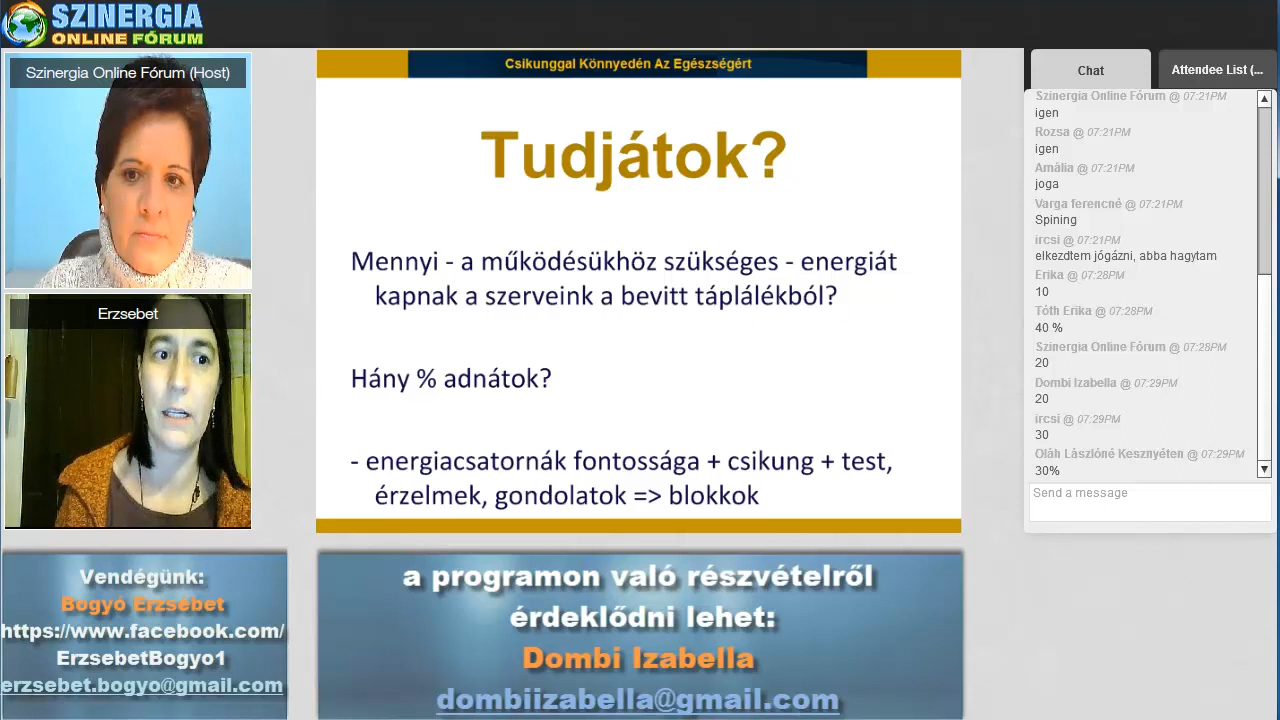 SZINERGIA
ONLINE FÓRUM
Szinergia Online Fórum (Host)
Erzsebet
Csikunggal Könnyedén Az Egészségért
Tudjátok?
Mennyi - a működésükhöz szükséges - energiát
kapnak a szerveink a bevitt táplálékból?
Hány % adnátok?
- energiacsatornák fontossága + csikung + test,
érzelmek, gondolatok => blokkok
Chat
Attendee List (...
Szinergia Online Fórum @ 07:21PM
igen
Rozsa @ 07:21PM
igen
Amália @ 07:21PM
joga
Varga ferencné @ 07:21PM
Spining
ircsi @ 07:21PM
elkezdtem jógázni, abba hagytam
Erika @ 07:28PM
10
Tóth Erika @ 07:28PM
40 %
Szinergia Online Fórum @ 07:28PM
20
Dombi Izabella @ 07:29PM
20
ircsi @ 07:29PM
30
Oláh Lászlóné Kesznyéten @ 07:29PM
30%
Send a message
Vendégünk:
Bogyó Erzsébet
https://www.facebook.com/
ErzsebetBogyo1
erzsebet.bogyo@gmail.com
a programon való részvételről
érdeklődni lehet:
Dombi Izabella
dombiizabella@gmail.com